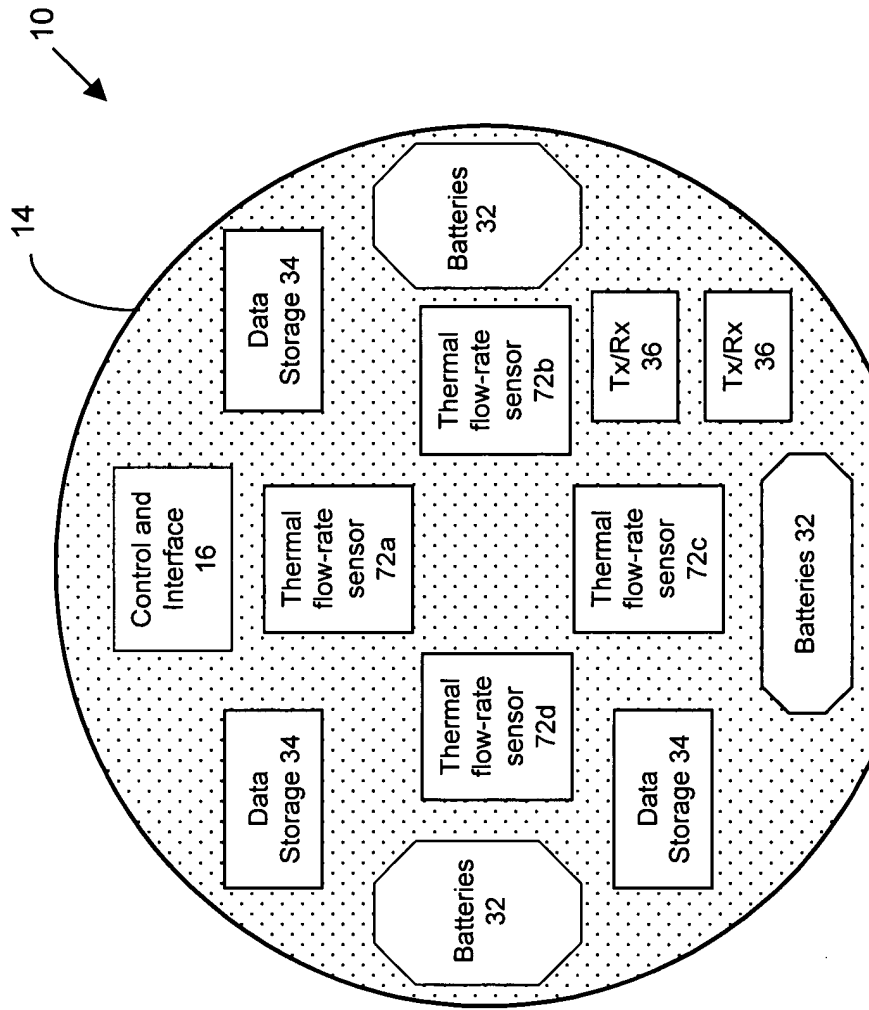 14
10
Control and
Interface
16
Data
Storage 34
Data
Storage 34
Thermal
flow-rate
sensor
72a
Batteries
32
Thermal
flow-rate
sensor
72d
Thermal
flow-rate
sensor
72b
Batteries
32
Data
Storage 34
Thermal
flow-rate
sensor
72c
Tx/Rx
36
Tx/Rx
36
Batteries 32